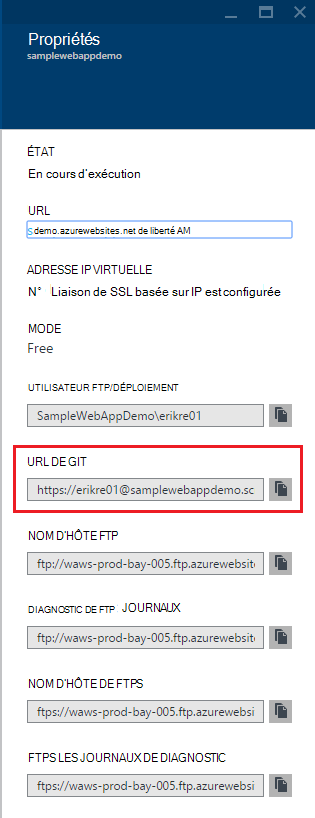 Propriétés
samplewebappdemo
ÉTAT
En cours d'exécution
URL
sdemo.azurewebsites.net de liberté AM
ADRESSE IP VIRTUELLE
N° Liaison de SSL basée sur IP est configurée
MODE
Free
UTILISATEUR FTP/DÉPLOIEMENT
SampleWebAppDemo\erikre01
URL DE GIT
https://erikre01@samplewebappdemo.sc
NOM D'HÔTE FTP
ftp://waws-prod-bay-005.ftp.azurewebsite
DIAGNOSTIC DE FTP JOURNAUX
ftp://waws-prod-bay-005.ftp.azurewebsite
NOM D'HÔTE DE FTPS
ftps://waws-prod-bay-005.ftp.azurewebsi
FTPS LES JOURNAUX DE DIAGNOSTIC
ftps://waws-prod-bay-005.ftp.azurewebsi